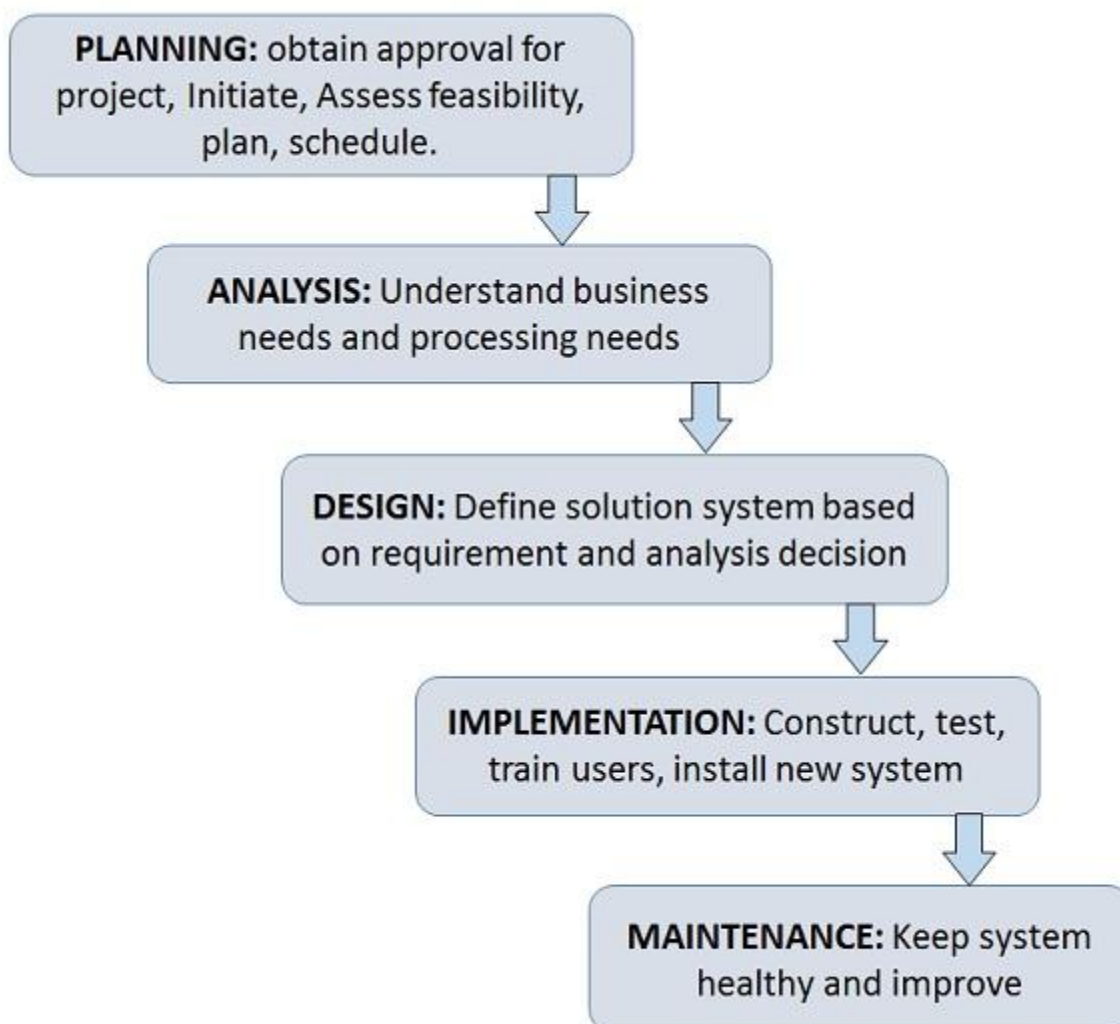 PLANNING: obtain approval for
project, Initiate, Assess feasibility,
plan, schedule.
ANALYSIS: Understand business
needs and processing needs
DESIGN: Define solution system based
on requirement and analysis decision
IMPLEMENTATION: Construct, test,
train users, install new system
MAINTENANCE: Keep system
healthy and improve